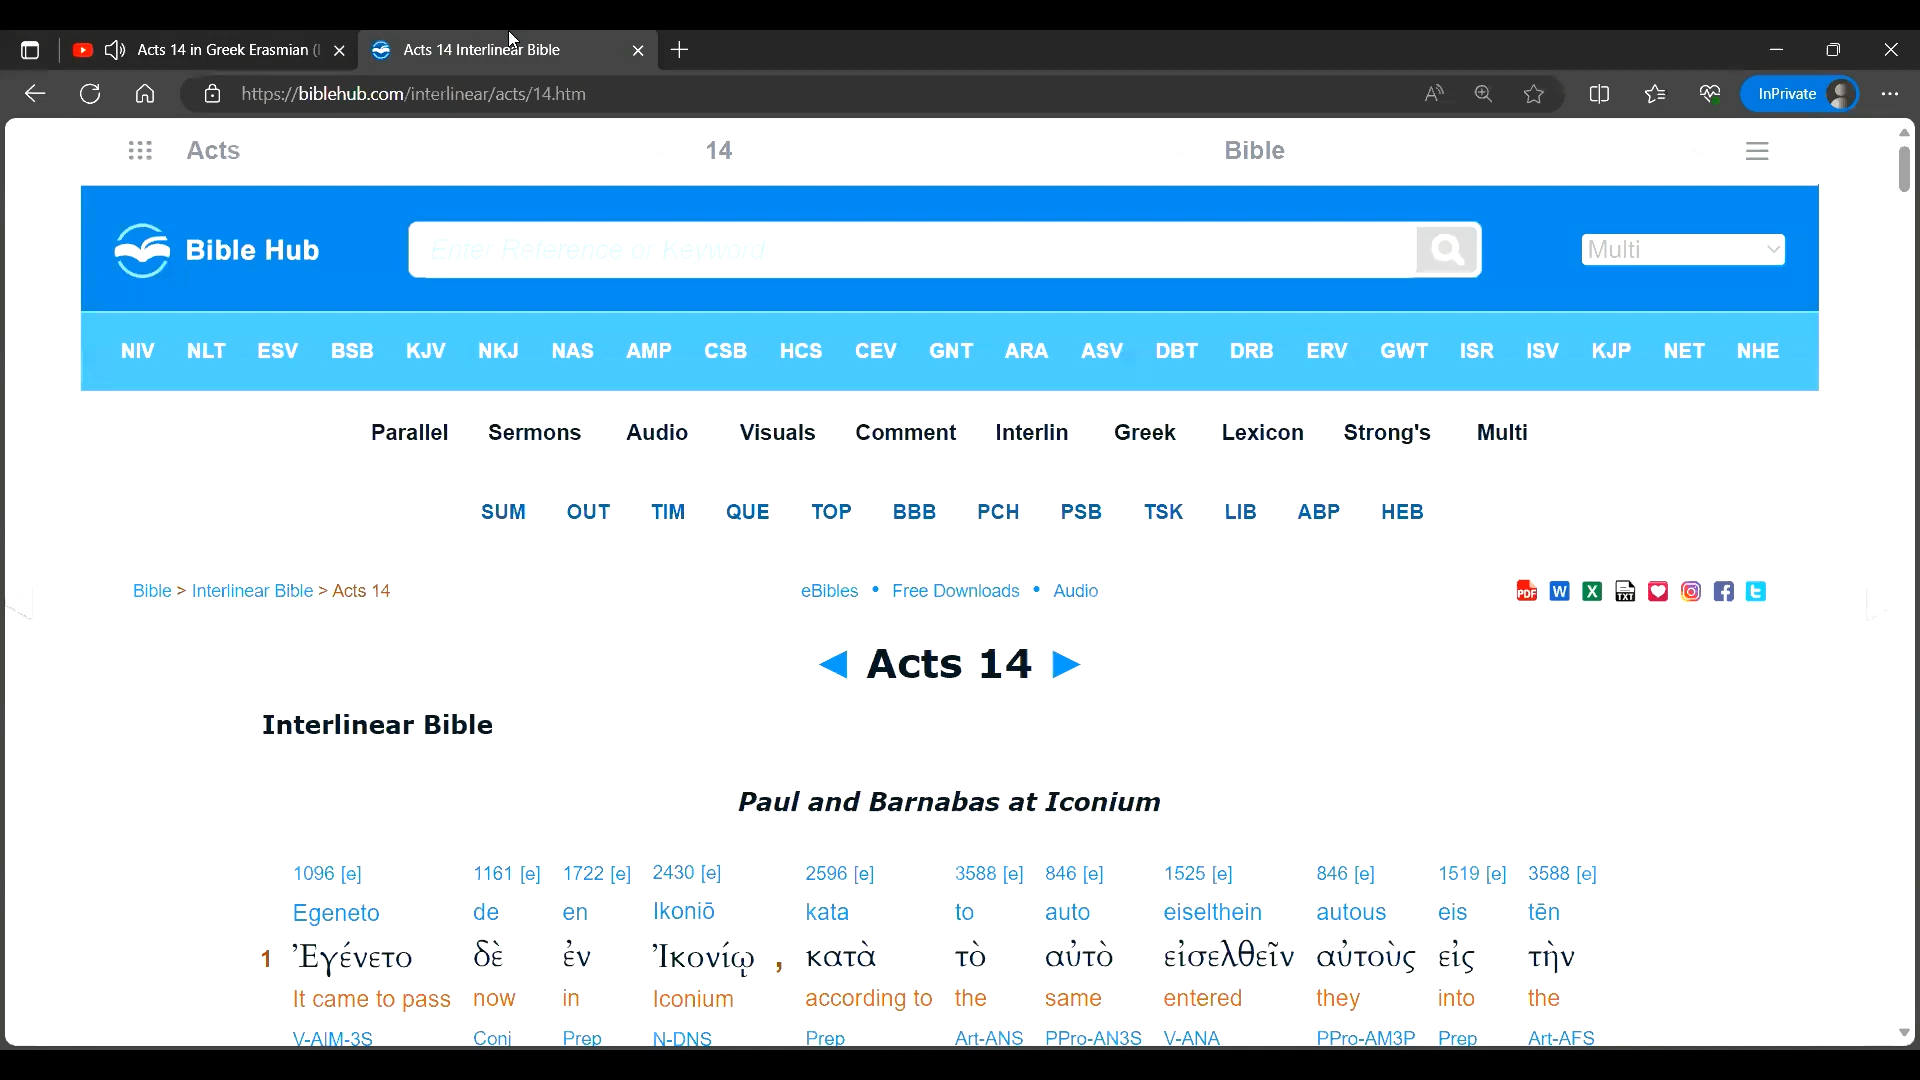 Acts 14 in Greek Erasmian (
Acts 14 Interlinear Bible
https://biblehub.com/interlinear/acts/14.htm
InPrivate
Acts 14 Bible
Bible Hub
Enter Reference or Keyword
Multi
NIV NLT ESV BSB KJV NKJ NAS AMP CSB HCS CEV GNT ARA ASV DBT DRB ERV GWT ISR ISV KJP NET NHE
Parallel Sermons Audio Visuals Comment Interlin Greek Lexicon Strong's Multi
SUM OUT TIM QUE TOP BBB PCH PSB TSK LIB ABP HEB
Bible > Interlinear Bible > Acts 14
eBibles • Free Downloads • Audio
PDF W X TXT
◄ Acts 14 ►
Interlinear Bible
Paul and Barnabas at Iconium
1096 [e] 1161 [e] 1722 [e] 2430 [e] 2596 [e] 3588 [e] 846 [e] 1525 [e] 846 [e] 1519 [e] 3588 [e]
Egeneto de en Ikoniō kata to auto eiselthein autous eis tēn
1 Ἐγένετο δὲ ἐν Ἰκονίῳ , κατὰ τὸ αὐτὸ εἰσελθεῖν αὐτοὺς εἰς τὴν
It came to pass now in Iconium according to the same entered they into the
V-AIM-3S Conj Prep N-DNS Prep Art-ANS PPro-AN3S V-ANA PPro-AM3P Prep Art-AFS